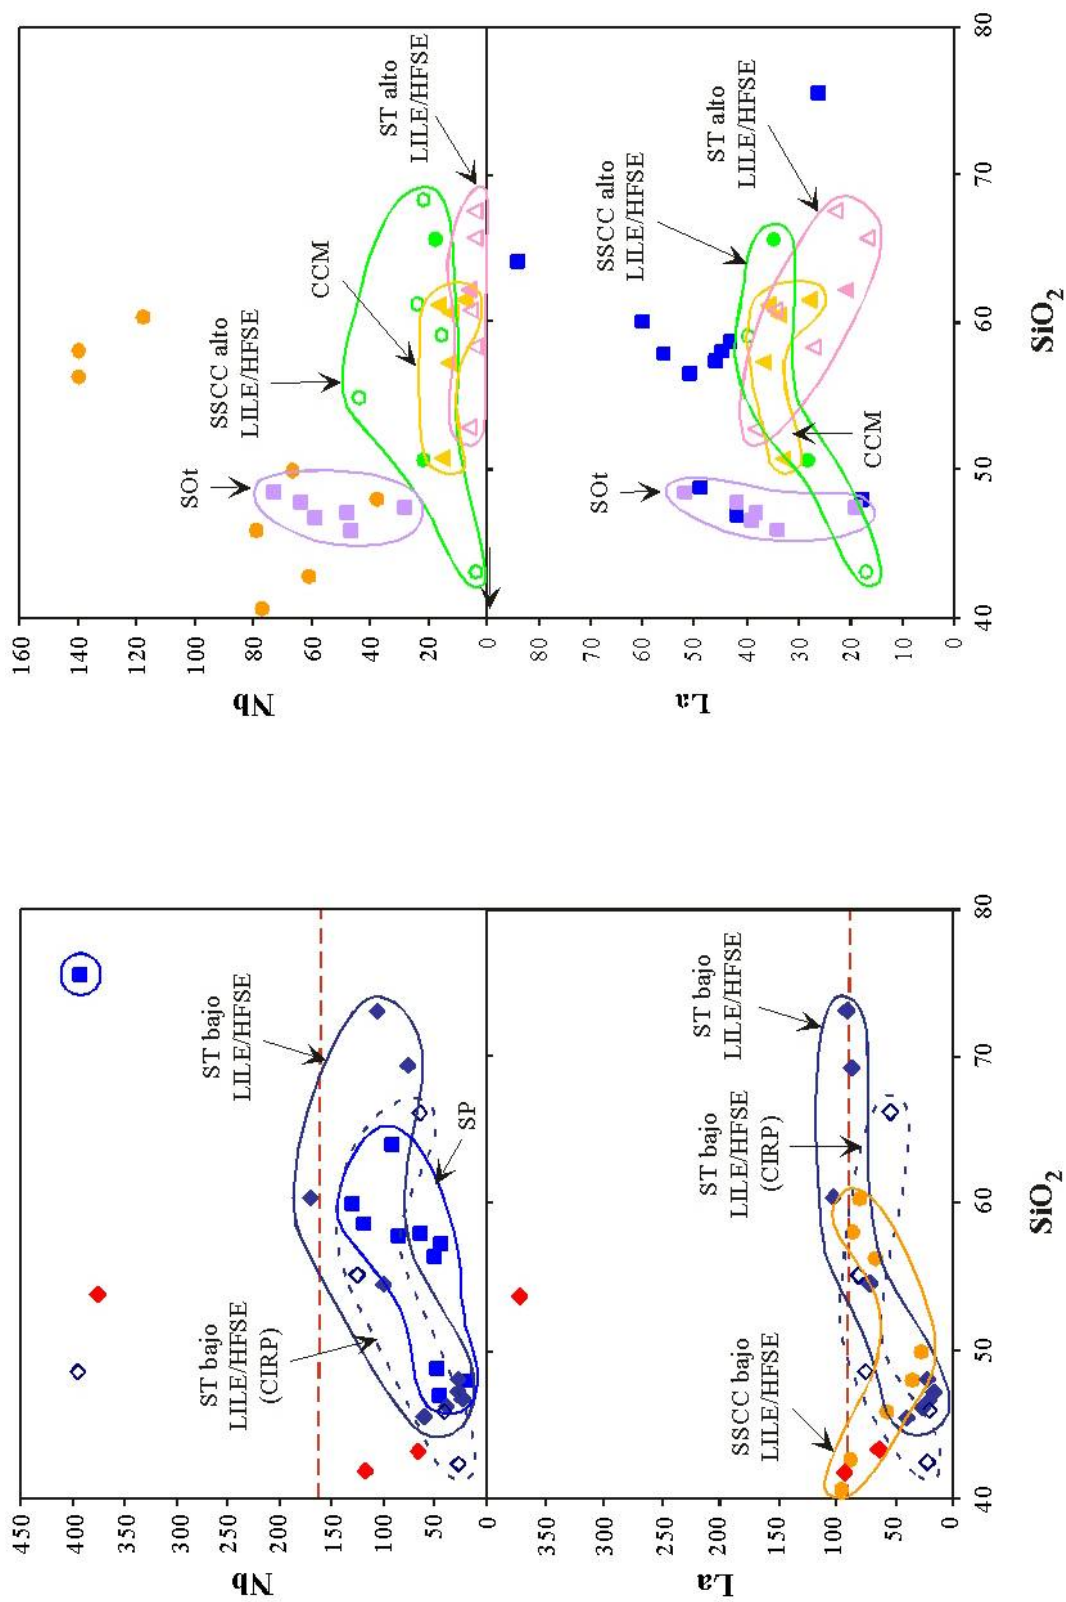 450
400
350
300
250
200
150
100
50
0
Nb
ST bajo
LILE/HFSE
(CIRP)
ST bajo
LILE/HFSE
SP
350
300
250
200
150
100
50
0
La
SSCC bajo
LILE/HFSE
ST bajo
LILE/HFSE
(CIRP)
ST bajo
LILE/HFSE
40 50 60 70 80
SiO2
160
140
120
100
80
60
40
20
0
Nb
SOt
SSCC alto
LILE/HFSE
CCM
ST alto
LILE/HFSE
80
70
60
50
40
30
20
10
0
La
SOt
SSCC alto
LILE/HFSE
ST alto
LILE/HFSE
CCM
40 50 60 70 80
SiO2